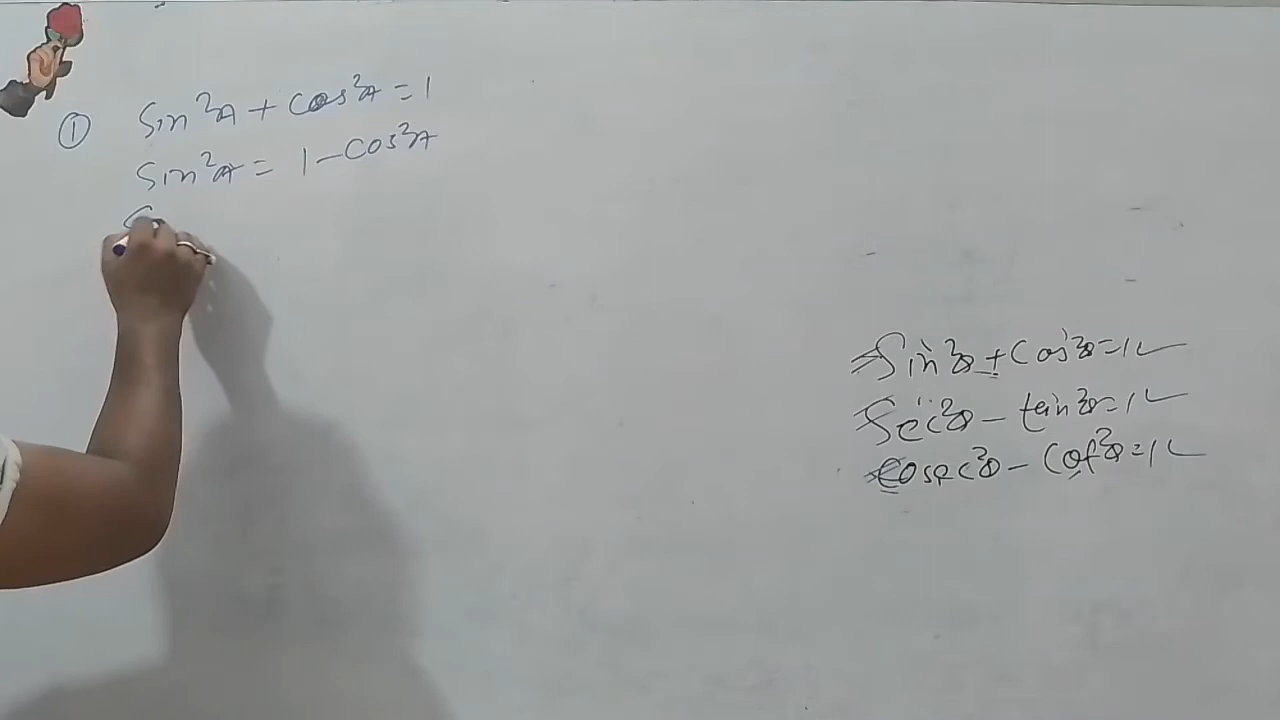 ① Sin²A + Cos²A = 1
Sin²A = 1 - Cos²A
S
Sin²θ + Cos²θ = 1
Sec²θ - tan²θ = 1
Cosec²θ - Cot²θ = 1